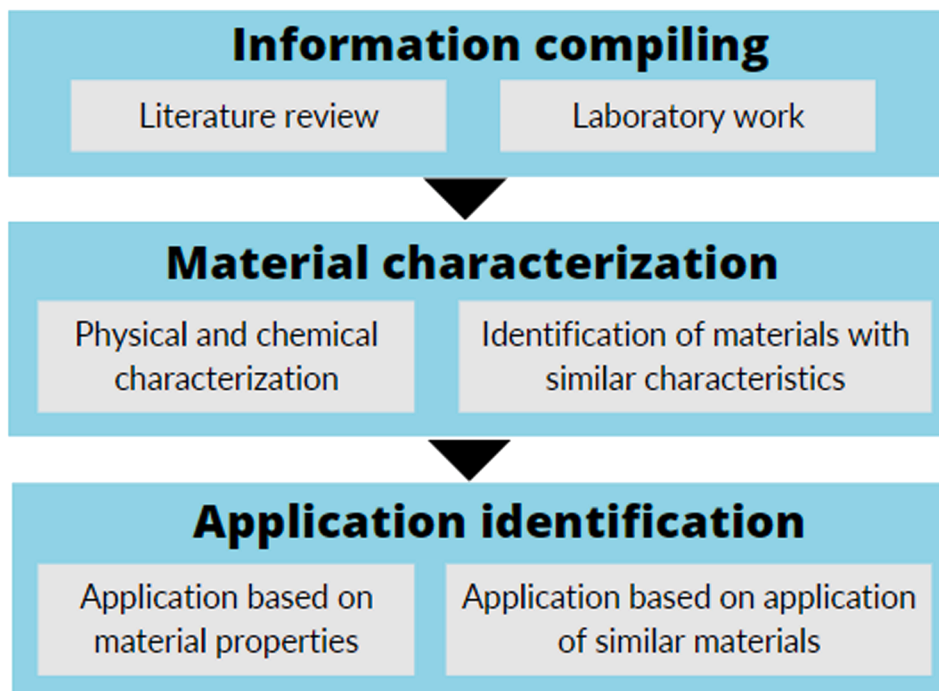 Information compiling
Literature review
Laboratory work
Material characterization
Physical and chemical
characterization
Identification of materials with
similar characteristics
Application identification
Application based on
material properties
Application based on application
of similar materials